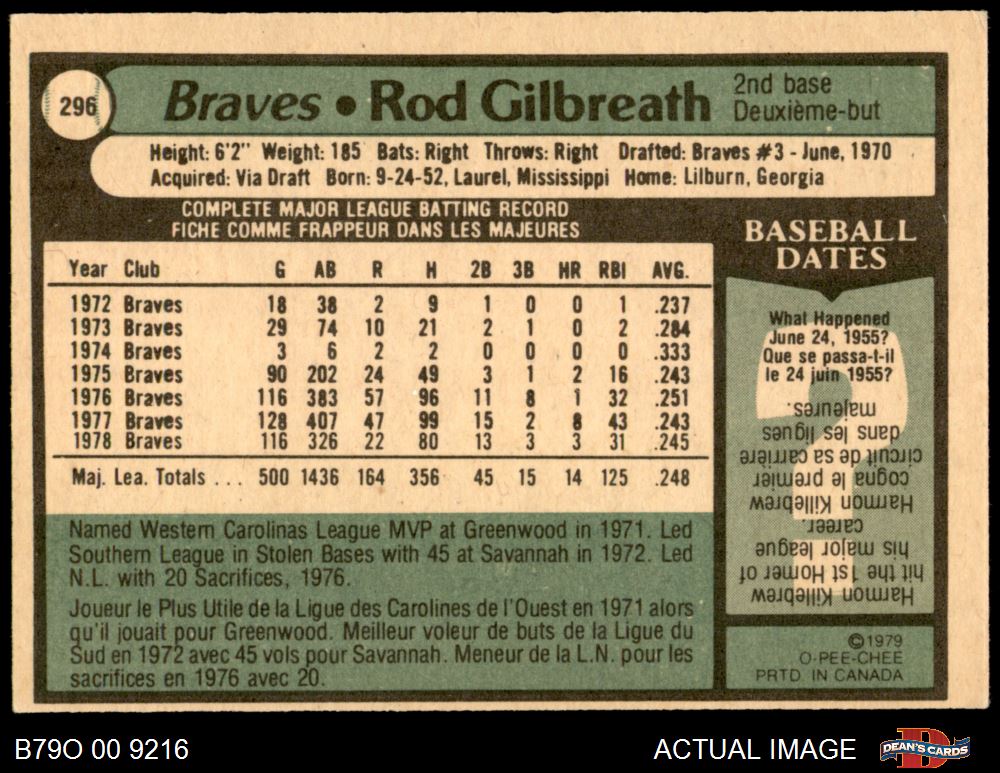 296
Braves • Rod Gilbreath
2nd base
Deuxième-but
Height: 6'2" Weight: 185 Bats: Right Throws: Right Drafted: Braves #3 - June, 1970
Acquired: Via Draft Born: 9-24-52, Laurel, Mississippi Home: Lilburn, Georgia
COMPLETE MAJOR LEAGUE BATTING RECORD
FICHE COMME FRAPPEUR DANS LES MAJEURES
Year Club G AB R H 2B 3B HR RBI AVG.
1972 Braves 18 38 2 9 1 0 0 1 .237
1973 Braves 29 74 10 21 2 1 0 2 .284
1974 Braves 3 6 2 2 0 0 0 0 .333
1975 Braves 90 202 24 49 3 1 2 16 .243
1976 Braves 116 383 57 96 11 8 1 32 .251
1977 Braves 128 407 47 99 15 2 8 43 .243
1978 Braves 116 326 22 80 13 3 3 31 .245
Maj. Lea. Totals . . . 500 1436 164 356 45 15 14 125 .248
Named Western Carolinas League MVP at Greenwood in 1971. Led
Southern League in Stolen Bases with 45 at Savannah in 1972. Led
N.L. with 20 Sacrifices, 1976.
Joueur le Plus Utile de la Ligue des Carolines de l'Ouest en 1971 alors
qu'il jouait pour Greenwood. Meilleur voleur de buts de la Ligue du
Sud en 1972 avec 45 vols pour Savannah. Meneur de la L.N. pour les
sacrifices en 1976 avec 20.
BASEBALL
DATES
What Happened
June 24, 1955?
Que se passa-t-il
le 24 juin 1955?
Harmon Killebrew
hit the 1st Homer of
his major league
career.
Harmon Killebrew
cogna le premier
circuit de sa carrière
dans les ligues
majeures.
©1979
O-PEE-CHEE
PRTD. IN CANADA
B79O 00 9216
ACTUAL IMAGE
DEAN'S CARDS